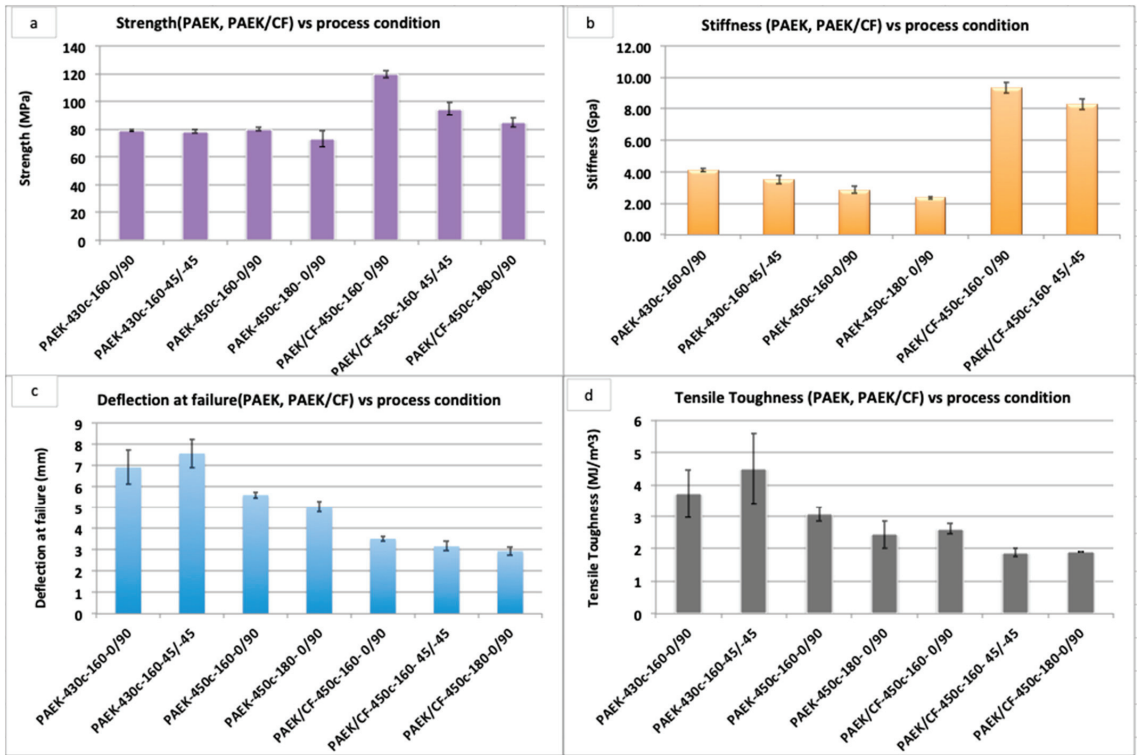 a
Strength(PAEK, PAEK/CF) vs process condition
Strength (MPa)
140
120
100
80
60
40
20
0
PAEK-430c-160-0/90
PAEK-430c-160-45/-45
PAEK-450c-160-0/90
PAEK-450c-180- 0/90
PAEK/CF-450c-160- 0/90
PAEK/CF-450c-160- 45/-45
PAEK/CF-450c-180-0/90
b
Stiffness (PAEK, PAEK/CF) vs process condition
Stiffness (Gpa)
12.00
10.00
8.00
6.00
4.00
2.00
0.00
PAEK-430c-160-0/90
PAEK-430c-160-45/-45
PAEK-450c-160-0/90
PAEK-450c-180- 0/90
PAEK/CF-450c-160- 0/90
PAEK/CF-450c-160- 45/-45
c
Deflection at failure(PAEK, PAEK/CF) vs process condition
Deflection at failure (mm)
9
8
7
6
5
4
3
2
1
0
PAEK-430c-160-0/90
PAEK-430c-160-45/-45
PAEK-450c-160-0/90
PAEK-450c-180- 0/90
PAEK/CF-450c-160- 0/90
PAEK/CF-450c-160- 45/-45
PAEK/CF-450c-180-0/90
d
Tensile Toughness (PAEK, PAEK/CF) vs process condition
Tensile Toughness (MJ/m^3)
6
5
4
3
2
1
0
PAEK-430c-160-0/90
PAEK-430c-160-45/-45
PAEK-450c-160-0/90
PAEK-450c-180- 0/90
PAEK/CF-450c-160- 0/90
PAEK/CF-450c-160- 45/-45
PAEK/CF-450c-180-0/90